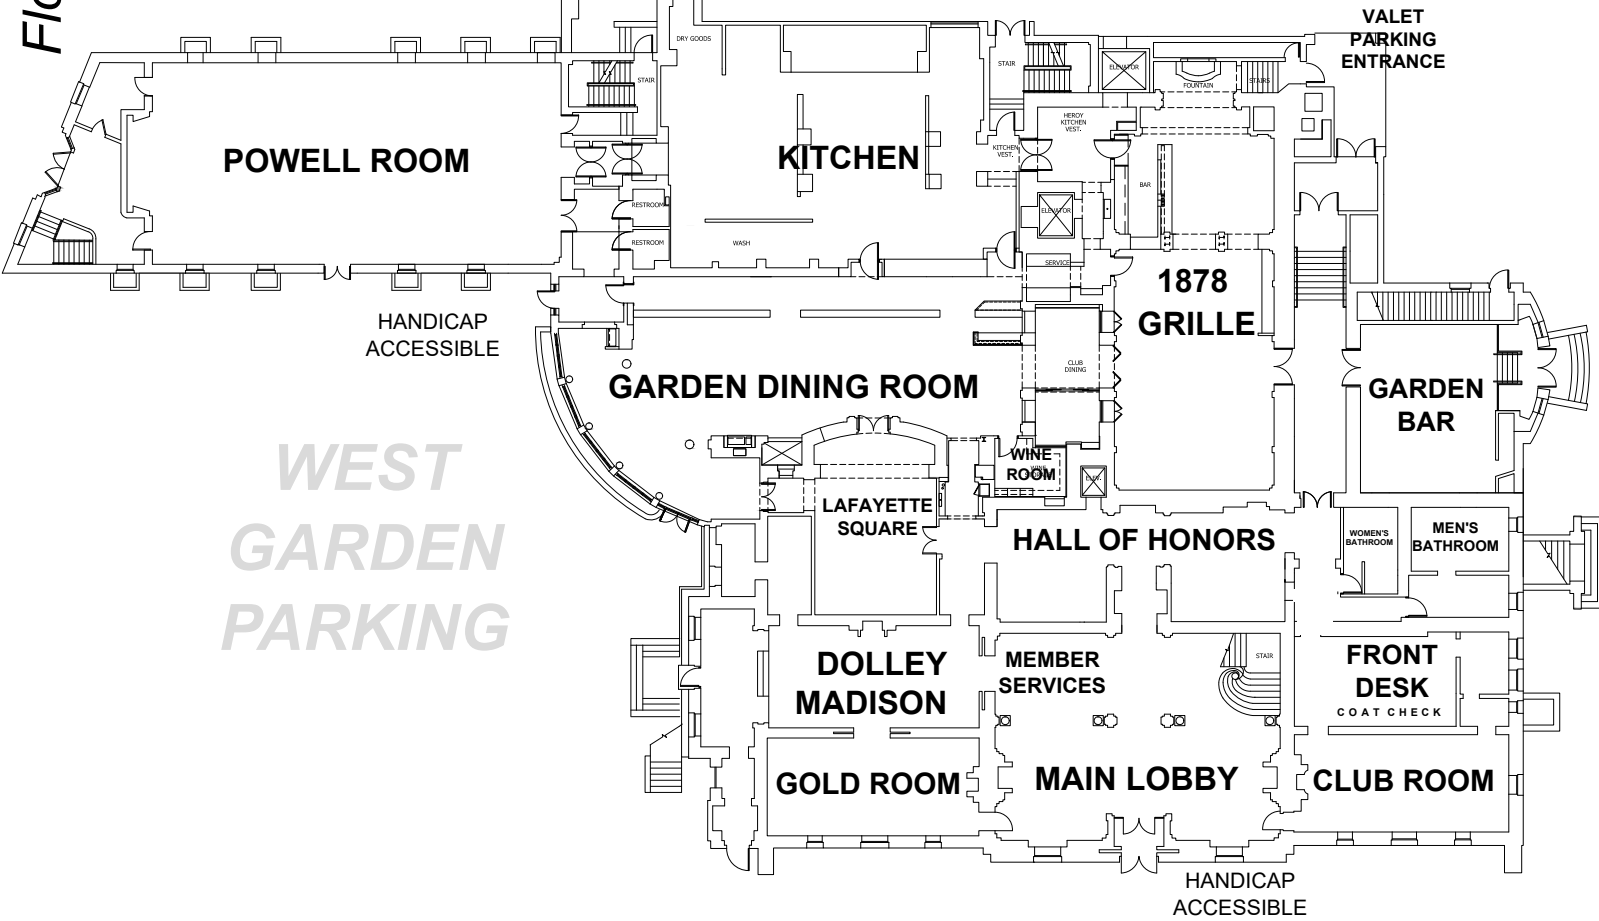 Flo
VALET
PARKING
ENTRANCE
DRY GOODS
STAIR
STAIR
ELEVATOR
FOUNTAIN
STAIRS
HEROY
KITCHEN
VEST.
KITCHEN
VEST.
POWELL ROOM
KITCHEN
BAR
RESTROOM
ELEVATOR
RESTROOM
WASH
SERVICE
1878
GRILLE
HANDICAP
ACCESSIBLE
CLUB
DINING
GARDEN DINING ROOM
GARDEN
BAR
WEST
GARDEN
PARKING
WINE
ROOM
ELEV.
LAFAYETTE
SQUARE
HALL OF HONORS
WOMEN'S
BATHROOM
MEN'S
BATHROOM
DOLLEY
MADISON
MEMBER
SERVICES
STAIR
FRONT
DESK
COAT CHECK
GOLD ROOM
MAIN LOBBY
CLUB ROOM
HANDICAP
ACCESSIBLE